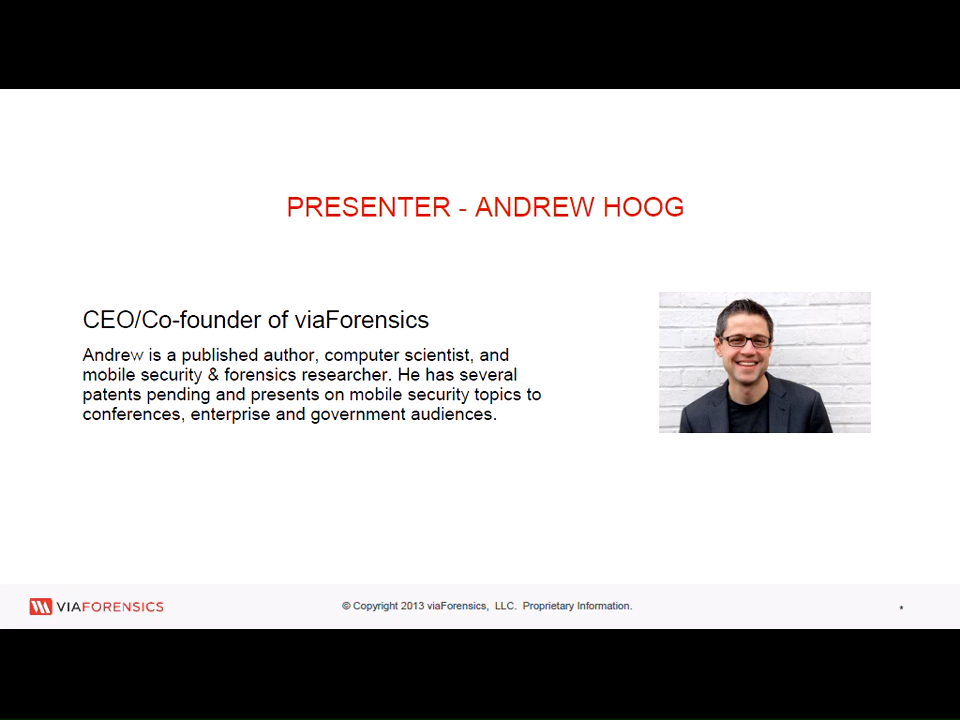 PRESENTER - ANDREW HOOG
CEO/Co-founder of viaForensics
Andrew is a published author, computer scientist, and
mobile security & forensics researcher. He has several
patents pending and presents on mobile security topics to
conferences, enterprise and government audiences.
VIAFORENSICS
© Copyright 2013 viaForensics, LLC. Proprietary Information.
*